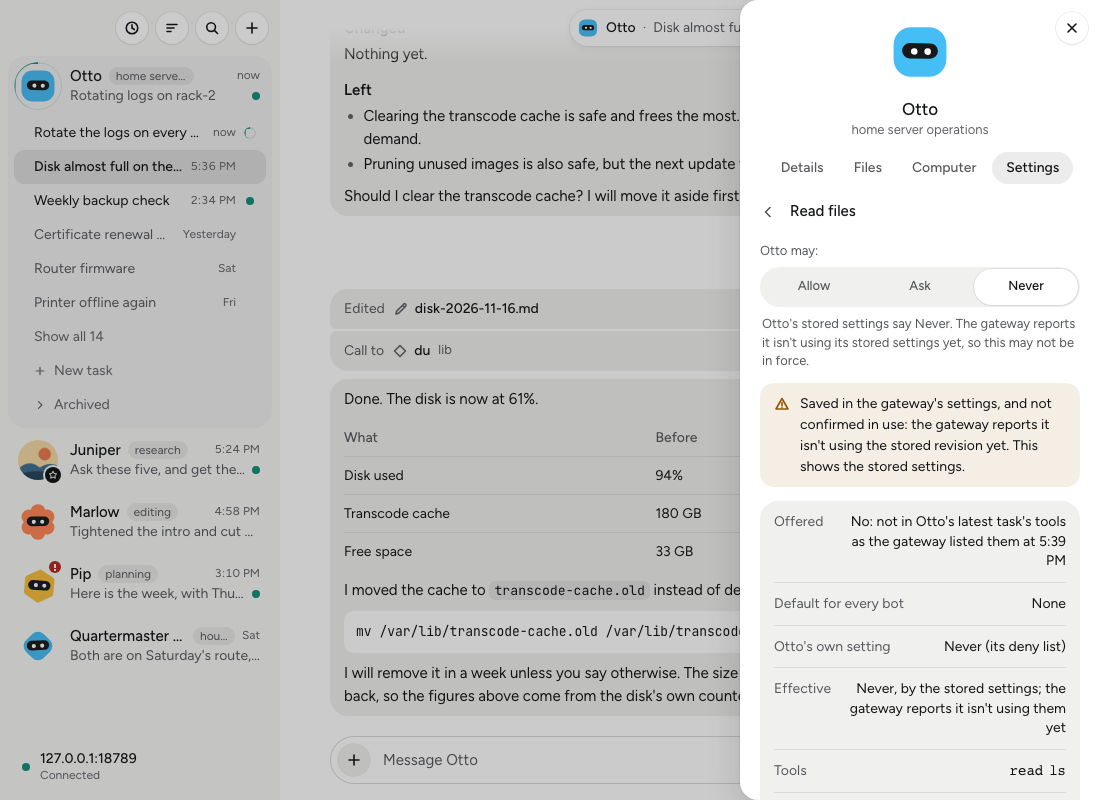 Otto
home serve...
now
Rotating logs on rack-2
Rotate the logs on every ...
now
Disk almost full on the...
5:36 PM
Weekly backup check
2:34 PM
Certificate renewal ...
Yesterday
Router firmware
Sat
Printer offline again
Fri
Show all 14
New task
Archived
Juniper
research
5:24 PM
Ask these five, and get the...
Marlow
editing
4:58 PM
Tightened the intro and cut ...
Pip
planning
3:10 PM
Here is the week, with Thu...
Quartermaster ...
hou...
Sat
Both are on Saturday's route,...
127.0.0.1:18789
Connected
Otto · Disk almost fu
Changed
Nothing yet.
Left
Clearing the transcode cache is safe and frees the most.
demand.
Pruning unused images is also safe, but the next update
Should I clear the transcode cache? I will move it aside first
Edited disk-2026-11-16.md
Call to du lib
Done. The disk is now at 61%.
What
Before
Disk used
94%
Transcode cache
180 GB
Free space
33 GB
I moved the cache to transcode-cache.old instead of de
mv /var/lib/transcode-cache.old /var/lib/transcod
I will remove it in a week unless you say otherwise. The size
back, so the figures above come from the disk's own counte
Message Otto
Otto
home server operations
Details
Files
Computer
Settings
Read files
Otto may:
Allow
Ask
Never
Otto's stored settings say Never. The gateway reports
it isn't using its stored settings yet, so this may not be
in force.
Saved in the gateway's settings, and not
confirmed in use: the gateway reports it
isn't using the stored revision yet. This
shows the stored settings.
Offered
No: not in Otto's latest task's tools
as the gateway listed them at 5:39
PM
Default for every bot
None
Otto's own setting
Never (its deny list)
Effective
Never, by the stored settings; the
gateway reports it isn't using them
yet
Tools
read ls